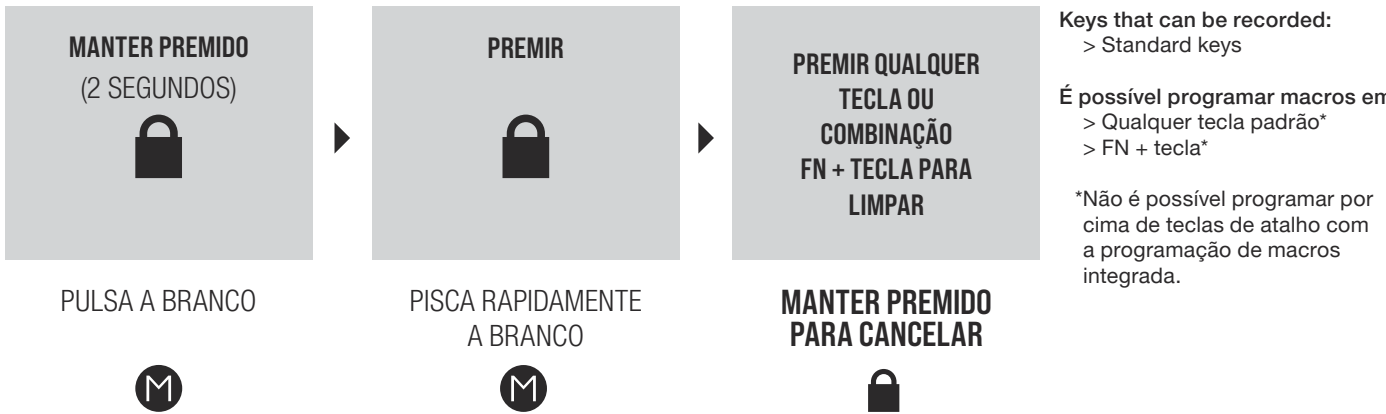 MANTER PREMIDO
(2 SEGUNDOS)
PULSA A BRANCO
M
PREMIR
PISCA RAPIDAMENTE
A BRANCO
M
PREMIR QUALQUER
TECLA OU
COMBINAÇÃO
FN + TECLA PARA
LIMPAR
MANTER PREMIDO
PARA CANCELAR
Keys that can be recorded:
> Standard keys
É possível programar macros em
> Qualquer tecla padrão*
> FN + tecla*
*Não é possível programar por
cima de teclas de atalho com
a programação de macros
integrada.